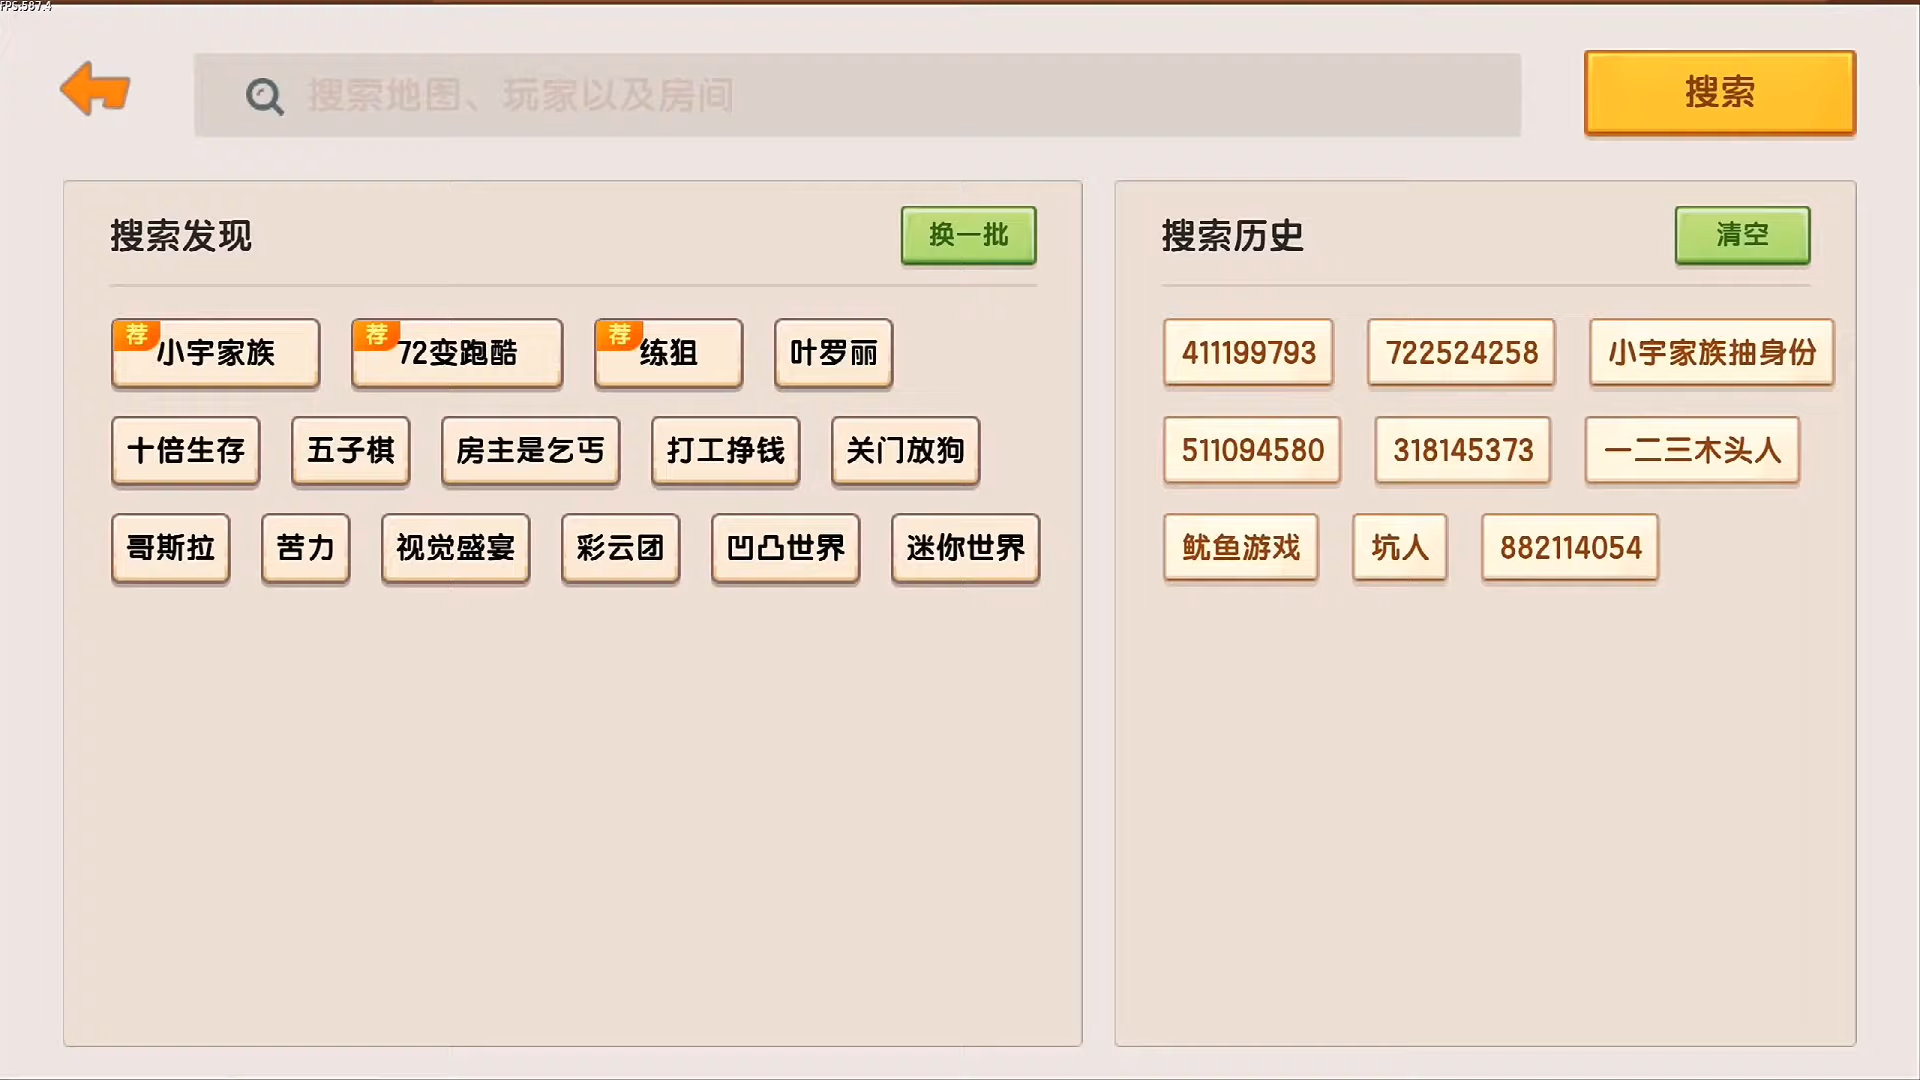 FPS:587.4
搜索地图、玩家以及房间
搜索
搜索发现
换一批
荐 小宇家族 荐 72变跑酷 荐 练狙 叶罗丽
十倍生存 五子棋 房主是乞丐 打工挣钱 关门放狗
哥斯拉 苦力 视觉盛宴 彩云团 凹凸世界 迷你世界
搜索历史
清空
411199793 722524258 小宇家族抽身份
511094580 318145373 一二三木头人
鱿鱼游戏 坑人 882114054